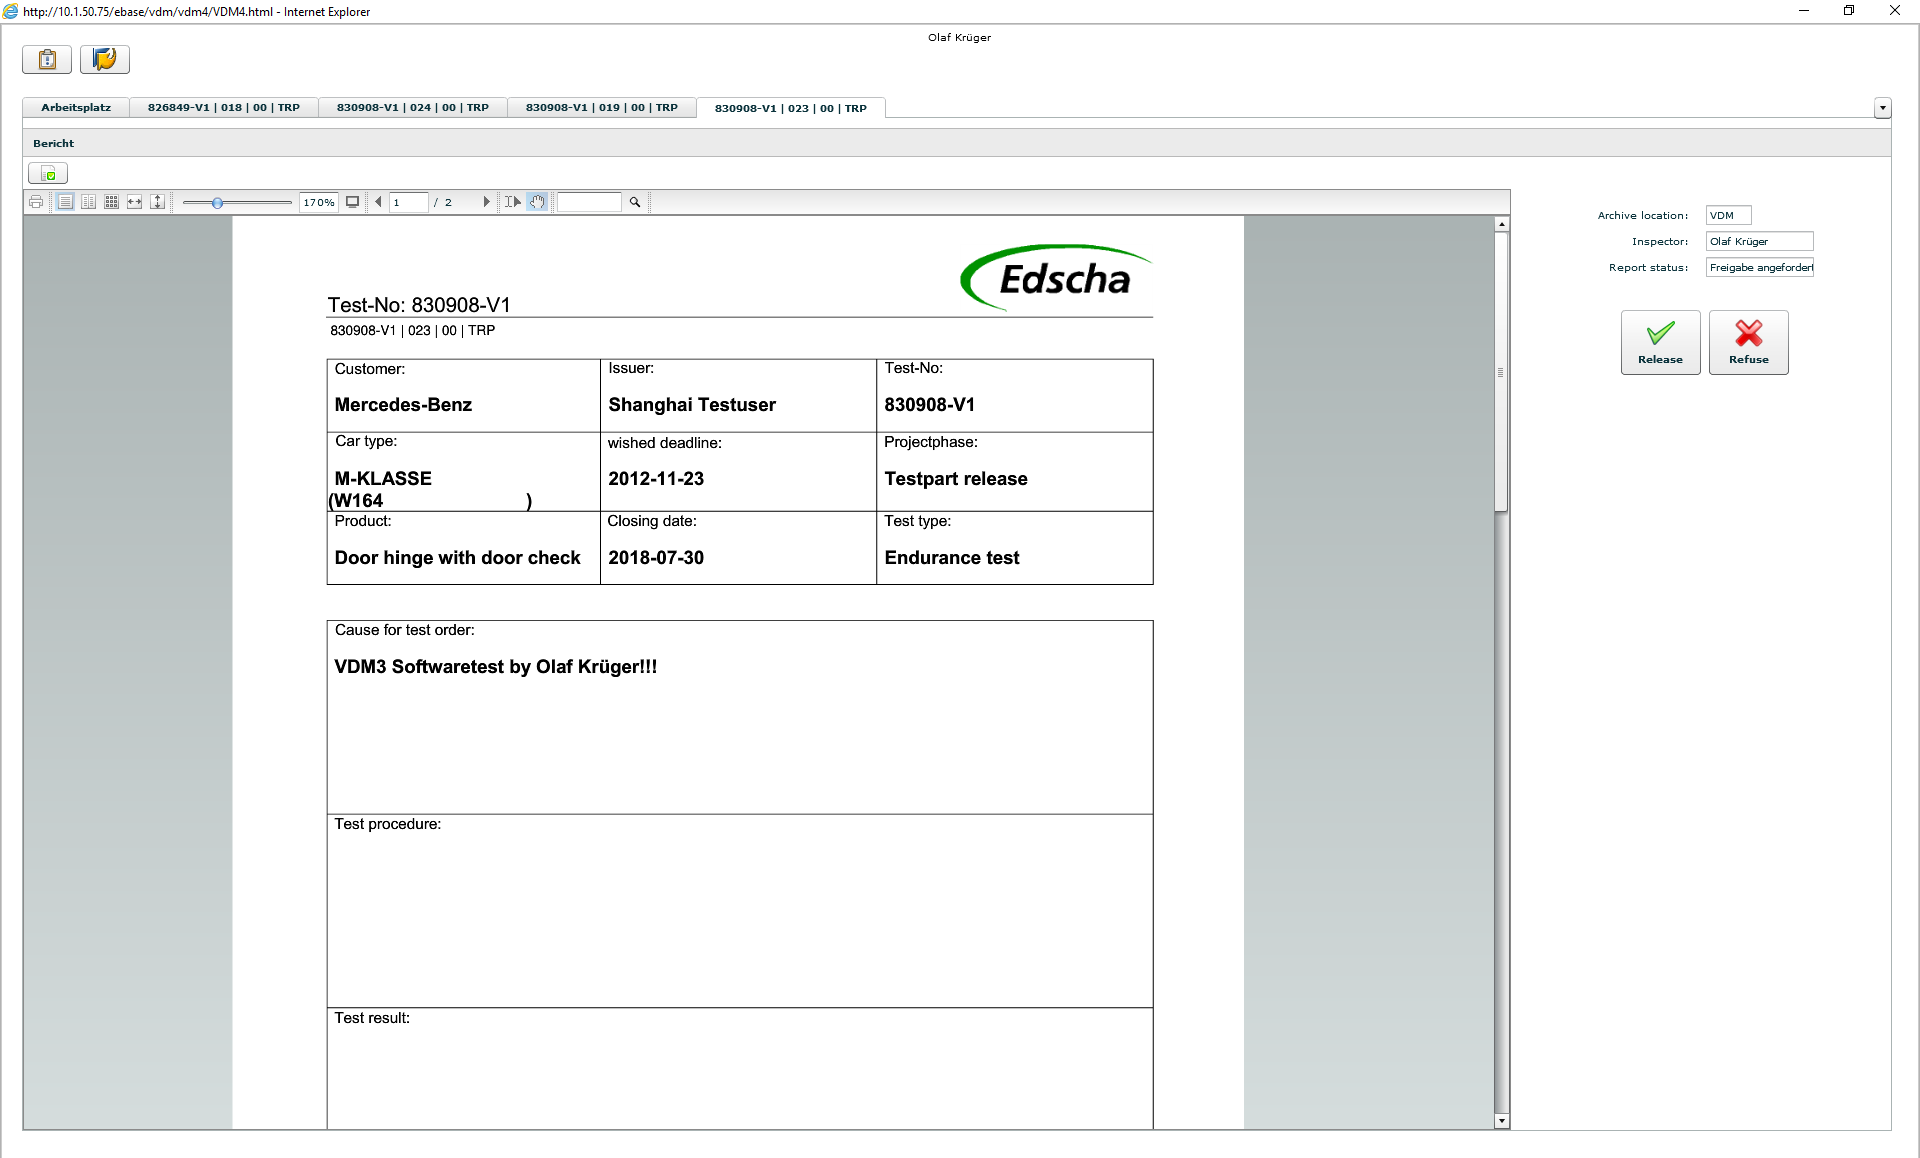 http://10.1.50.75/ebase/vdm/vdm4/VDM4.html - Internet Explorer
Olaf Krüger
Arbeitsplatz 826849-V1 | 018 | 00 | TRP 830908-V1 | 024 | 00 | TRP 830908-V1 | 019 | 00 | TRP 830908-V1 | 023 | 00 | TRP
Bericht
170% 1 / 2
Archive location: VDM
Inspector: Olaf Krüger
Report status: Freigabe angefordert
Release Refuse
Edscha
Test-No: 830908-V1
830908-V1 | 023 | 00 | TRP
Customer: Issuer: Test-No:
Mercedes-Benz Shanghai Testuser 830908-V1
Car type: wished deadline: Projectphase:
M-KLASSE 2012-11-23 Testpart release
(W164 )
Product: Closing date: Test type:
Door hinge with door check 2018-07-30 Endurance test
Cause for test order:
VDM3 Softwaretest by Olaf Krüger!!!
Test procedure:
Test result: